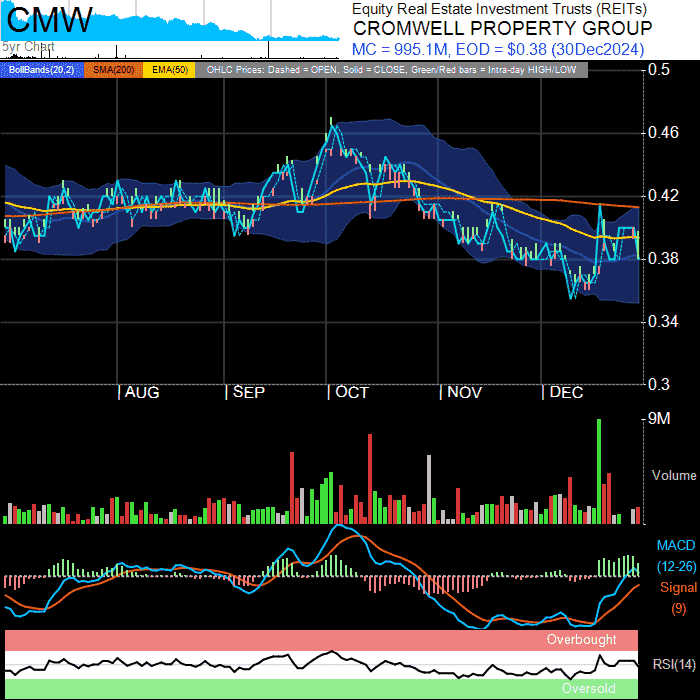 CMW
5yr Chart
Equity Real Estate Investment Trusts (REITs)
CROMWELL PROPERTY GROUP
MC = 995.1M, EOD = $0.38 (30Dec2024)
BollBands(20,2) SMA(200) EMA(50) OHLC Prices: Dashed = OPEN, Solid = CLOSE, Green/Red bars = Intra-day HIGH/LOW
0.5
0.46
0.42
0.38
0.34
0.3
AUG SEP OCT NOV DEC
9M
Volume
MACD
(12-26)
Signal
(9)
Overbought
RSI(14)
Oversold